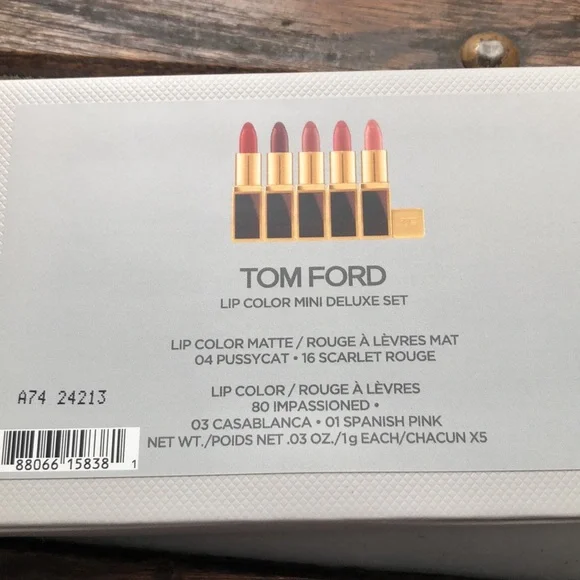 TOM FORD
LIP COLOR MINI DELUXE SET
LIP COLOR MATTE / ROUGE À LÈVRES MAT
04 PUSSYCAT • 16 SCARLET ROUGE
LIP COLOR / ROUGE À LÈVRES
80 IMPASSIONED •
03 CASABLANCA • 01 SPANISH PINK
NET WT./POIDS NET .03 OZ./1g EACH/CHACUN X5
A74 24213
88066 15838 1